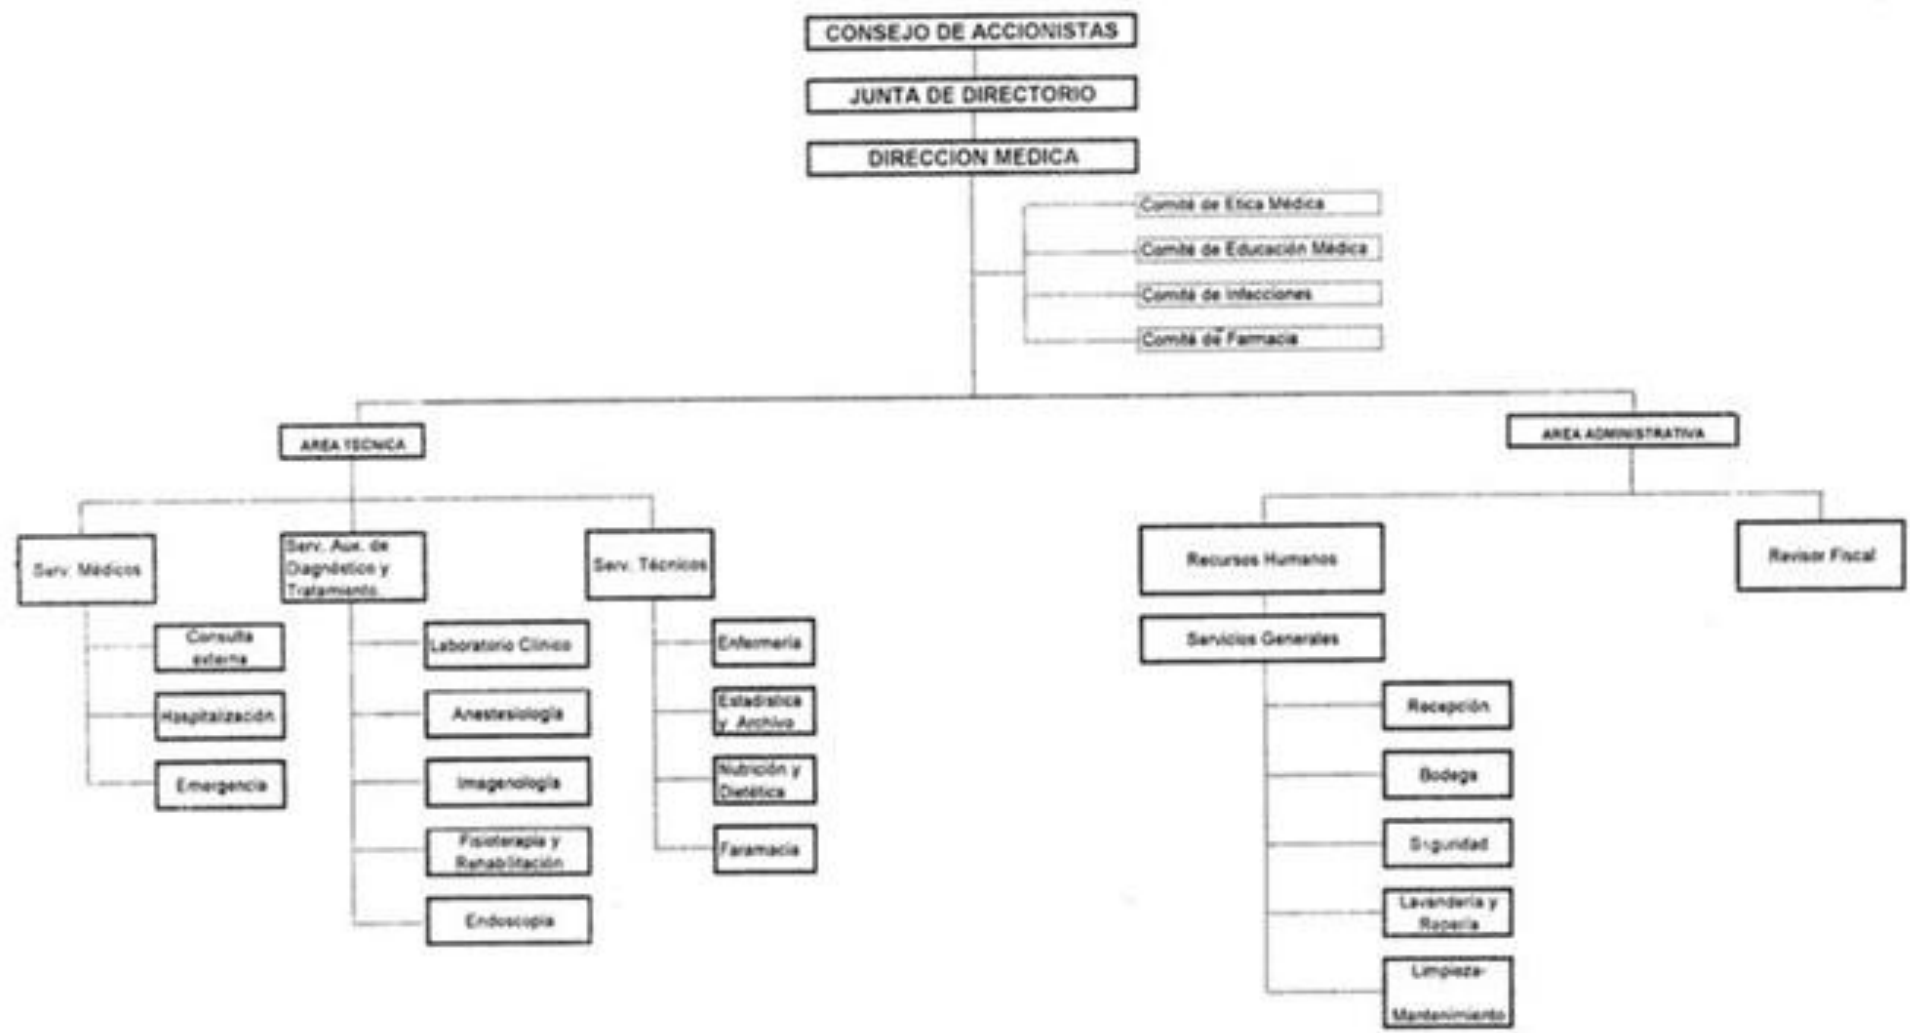 CONSEJO DE ACCIONISTAS
JUNTA DE DIRECTORIO
DIRECCION MEDICA
Comité de Etica Médica
Comité de Educación Médica
Comité de Infecciones
Comité de Farmacia
AREA TECNICA
AREA ADMINISTRATIVA
Serv. Médicos
Serv. Aux. de
Diagnóstico y
Tratamiento.
Serv. Técnicos
Recursos Humanos
Revisor Fiscal
Consulta
externa
Hospitalización
Emergencia
Laboratorio Clínico
Anestesiología
Imagenología
Fisioterapia y
Rehabilitación
Endoscopia
Enfermería
Estadística
y Archivo
Nutrición y
Dietética
Faramacia
Servicios Generales
Recepción
Bodega
Seguridad
Lavandería y
Ropería
Limpieza-
Mantenimiento